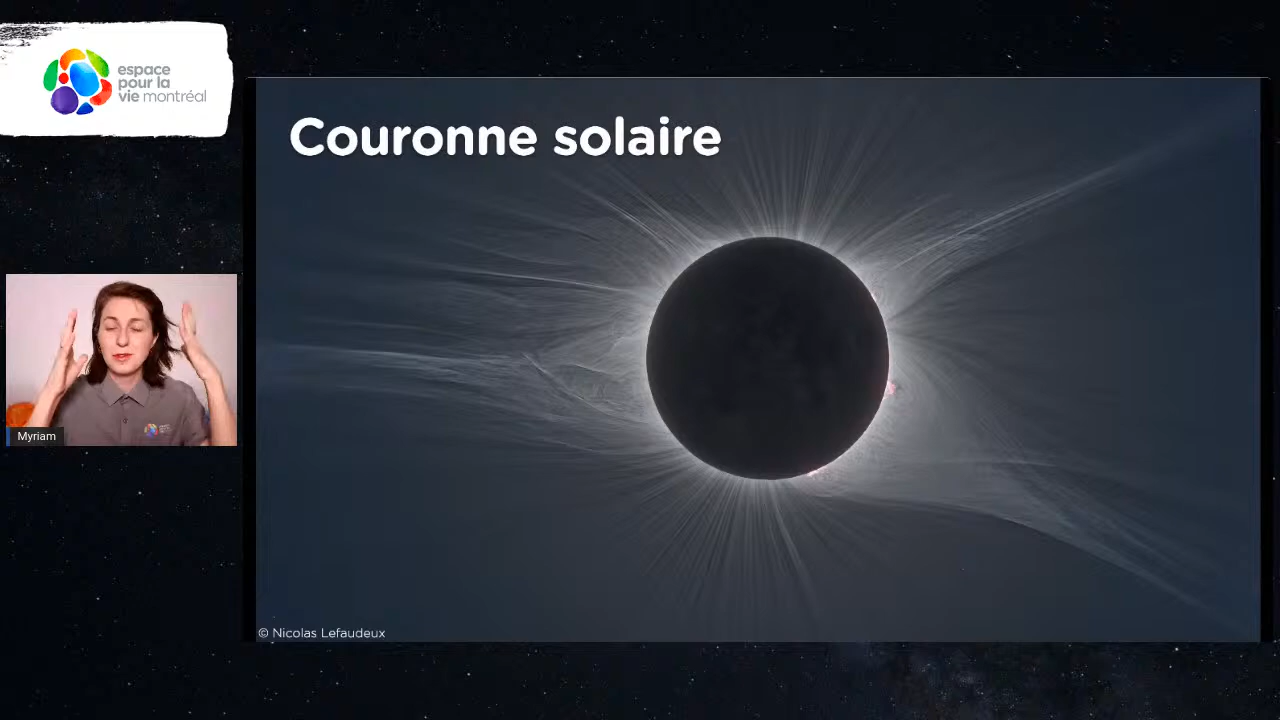 espace
pour la
vie montréal
Couronne solaire
Myriam
© Nicolas Lefaudeux